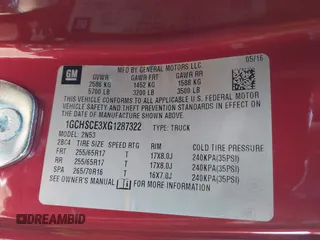 GM
MFD BY GENERAL MOTORS LLC 05/16
GVWR GAWR FRT GAWR RR
2586 KG 1452 KG 1588 KG
5700 LB 3200 LB 3500 LB
THIS VEHICLE CONFORMS TO ALL APPLICABLE U.S. FEDERAL MOTOR VEHICLE SAFETY, BUMPER, AND THEFT PREVENTION STANDARDS IN EFFECT ON THE DATE OF MANUFACTURE SHOWN ABOVE.
1GCHSCE3XG1287322 TYPE: TRUCK
MODEL: 2N53
2BC4 TIRE SIZE SPEED RTG RIM COLD TIRE PRESSURE
FRT 255/65R17 T 17X8.0J 240KPA(35PSI)
RR 255/65R17 T 17X8.0J 240KPA(35PSI)
SPA 265/70R16 T 16X7.0J 240KPA(35PSI)
SEE OWNER'S MANUAL FOR MORE INFORMATION.
DREAMBID